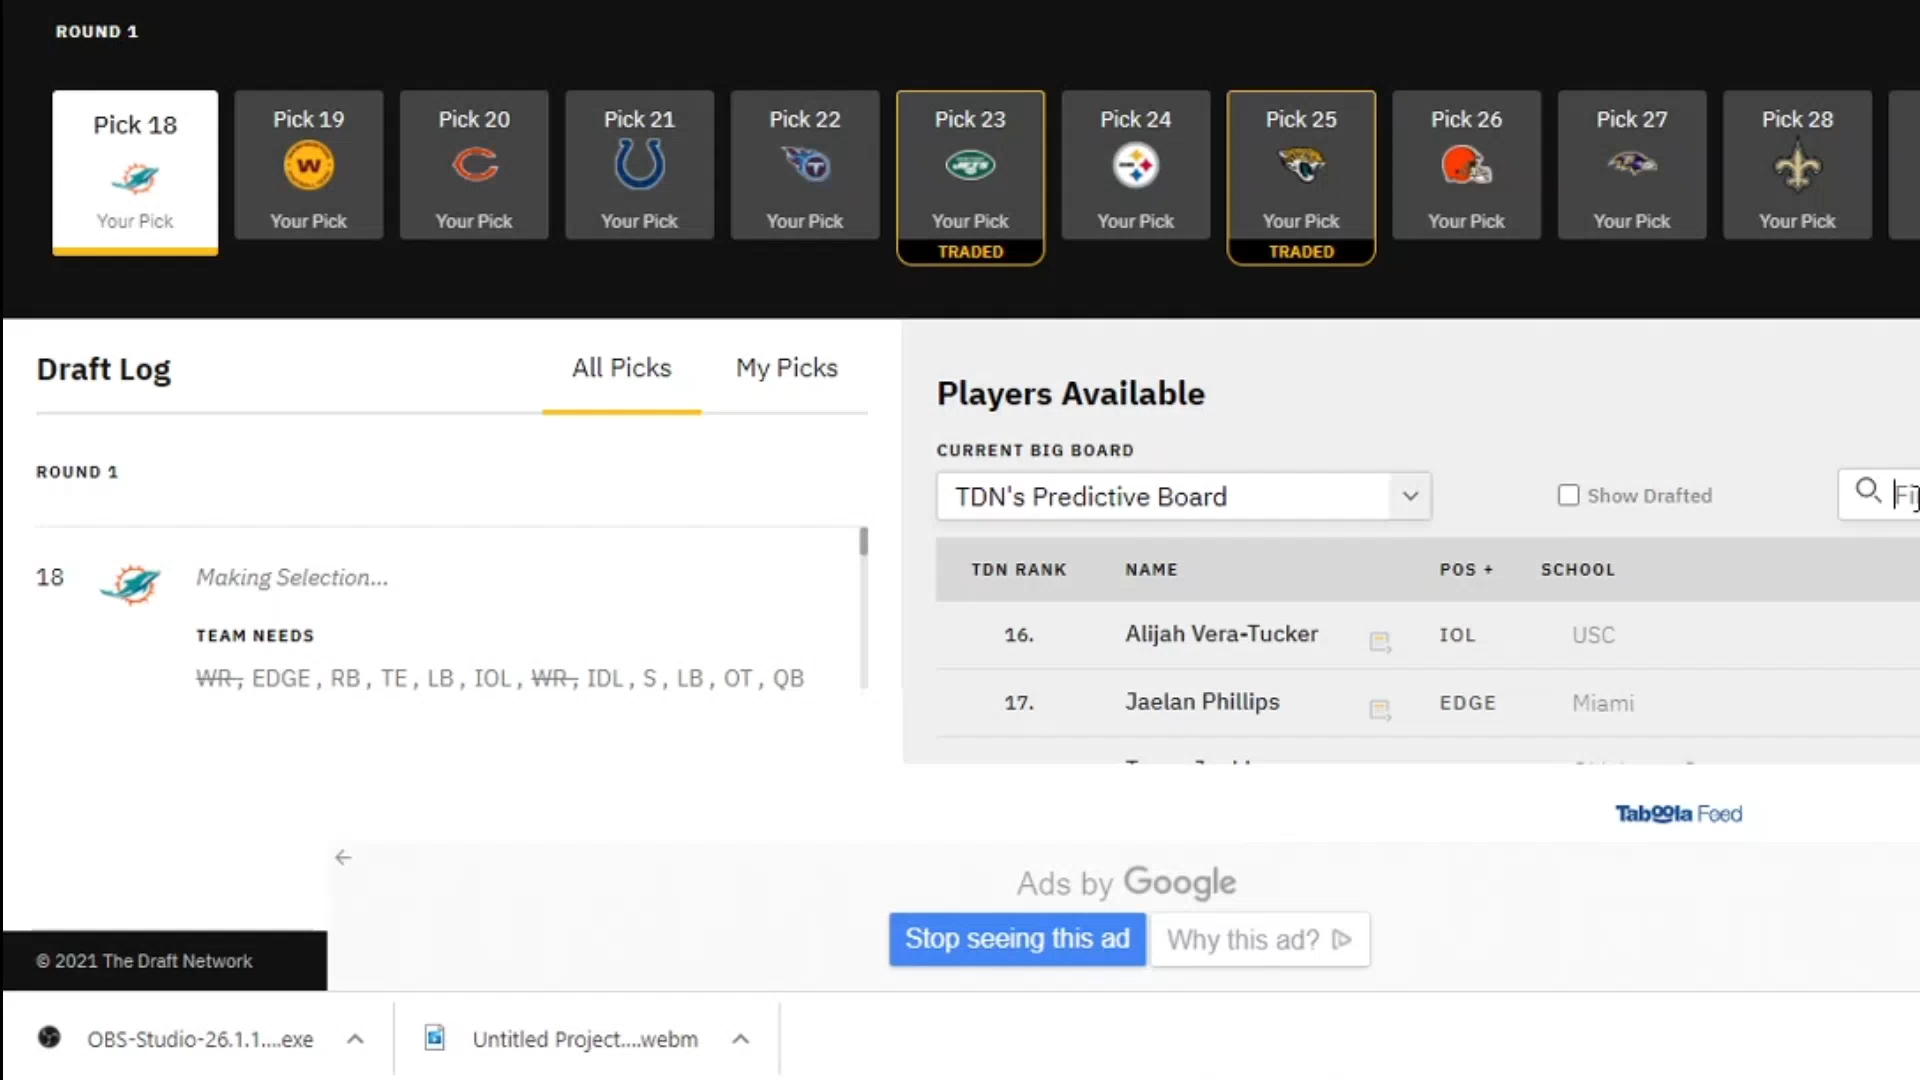 ROUND 1
Pick 18
Your Pick
Pick 19
W
Your Pick
Pick 20
Your Pick
Pick 21
Your Pick
Pick 22
T
Your Pick
Pick 23
Your Pick
TRADED
Pick 24
Your Pick
Pick 25
Your Pick
TRADED
Pick 26
Your Pick
Pick 27
Your Pick
Pick 28
Your Pick
Draft Log
All Picks
My Picks
ROUND 1
18
Making Selection...
TEAM NEEDS
WR, EDGE, RB, TE, LB, IOL, WR, IDL, S, LB, OT, QB
Players Available
CURRENT BIG BOARD
TDN's Predictive Board
Show Drafted
TDN RANK NAME POS + SCHOOL
16. Alijah Vera-Tucker IOL USC
17. Jaelan Phillips EDGE Miami
Taboola Feed
Ads by Google
Stop seeing this ad
Why this ad?
© 2021 The Draft Network
OBS-Studio-26.1.1....exe
Untitled Project....webm